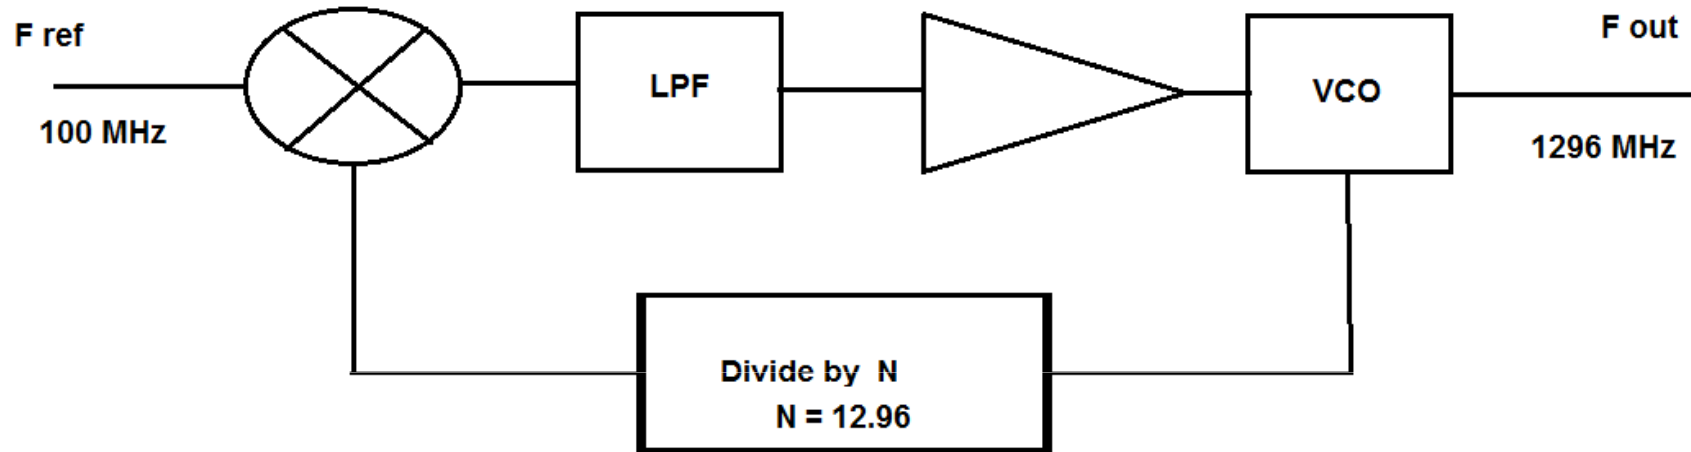 F ref
100 MHz
LPF
VCO
F out
1296 MHz
Divide by N
N = 12.96